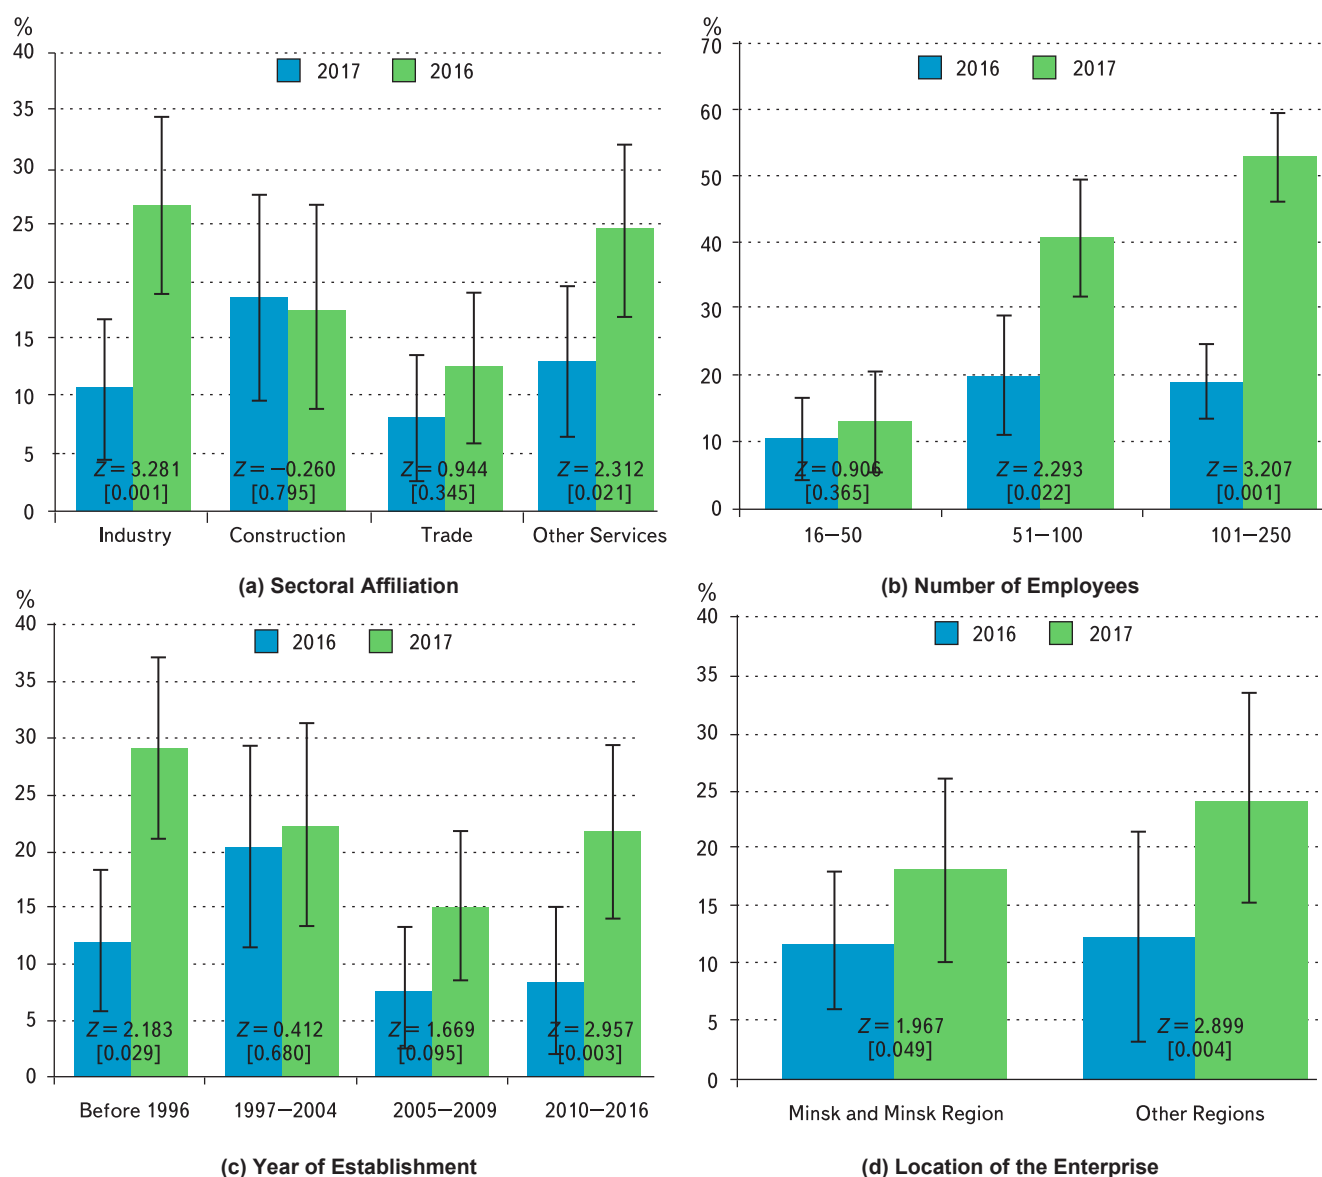 %
40
35
30
25
20
15
10
5
0
2017 2016
Z = 3.281
[0.001]
Z = −0.260
[0.795]
Z = 0.944
[0.345]
Z = 2.312
[0.021]
Industry Construction Trade Other Services
(a) Sectoral Affiliation
%
70
60
50
40
30
20
10
0
2016 2017
Z = 0.906
[0.365]
Z = 2.293
[0.022]
Z = 3.207
[0.001]
16−50 51−100 101−250
(b) Number of Employees
%
40
35
30
25
20
15
10
5
0
2016 2017
Z = 2.183
[0.029]
Z = 0.412
[0.680]
Z = 1.669
[0.095]
Z = 2.957
[0.003]
Before 1996 1997−2004 2005−2009 2010−2016
(c) Year of Establishment
%
40
35
30
25
20
15
10
5
0
2016 2017
Z = 1.967
[0.049]
Z = 2.899
[0.004]
Minsk and Minsk Region Other Regions
(d) Location of the Enterprise